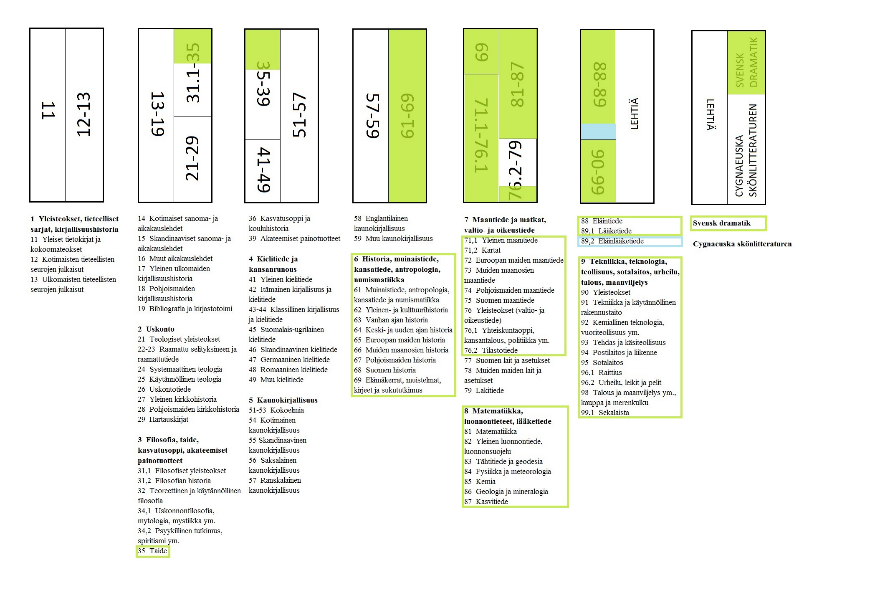 11
12-13
13-19
31.1-35
21-29
35-39
41-49
51-57
57-59
61-69
69
71.1-76.1
81-87
76.2-79
88-89
90-99
LEHTIÄ
LEHTIÄ
SVENSK
DRAMATIK
CYGNAEUSKA
SKÖNLITTERATUREN
1 Yleisteokset, tieteelliset
sarjat, kirjallisuushistoria
11 Yleiset tietokirjat ja
kokoomateokset
12 Kotimaisten tieteellisten
seurojen julkaisut
13 Ulkomaisten tieteellisten
seurojen julkaisut
14 Kotimaiset sanoma- ja
aikakauslehdet
15 Skandinaaviset sanoma- ja
aikakauslehdet
16 Muut aikakauslehdet
17 Yleinen ulkomainen
kirjallisuushistoria
18 Pohjoismaiden
kirjallisuushistoria
19 Bibliografia ja kirjastotoimi
2 Uskonto
21 Teologiset yleisteokset
22-23 Raamattu selityksineen ja
raamattutiede
24 Systemaattinen teologia
25 Käytännöllinen teologia
26 Uskontotiede
27 Yleinen kirkkohistoria
28 Pohjoismaiden kirkkohistoria
29 Hartauskirjat
3 Filosofia, taide,
kasvatusoppi, akateemiset
painotuotteet
31,1 Filosofiset yleisteokset
31,2 Filosofian historia
32 Teoreettinen ja käytännöllinen
filosofia
34,1 Uskonnonfilosofia,
mytologia, mystiikka ym.
34,2 Psyykillinen tutkimus,
spiritismi ym.
35 Taide
36 Kasvatusoppi ja
kouluhistoria
39 Akateemiset painotuotteet
4 Kielitiede ja
kansanrunous
41 Yleinen kielitiede
42 Itämainen kirjallisuus ja
kielitiede
43-44 Klassillinen kirjallisuus
ja kielitiede
45 Suomalais-ugrilainen
kielitiede
46 Skandinaavinen kielitiede
47 Germaaninen kielitiede
48 Romaaninen kielitiede
49 Muu kielitiede
5 Kaunokirjallisuus
51-53 Kokoelmia
54 Kotimainen
kaunokirjallisuus
55 Skandinaavinen
kaunokirjallisuus
56 Saksalainen
kaunokirjallisuus
57 Ranskalainen
kaunokirjallisuus
58 Englantilainen
kaunokirjallisuus
59 Muu kaunokirjallisuus
6 Historia, muinaistiede,
kansatiede, antropologia,
numismatiikka
61 Muinaistiede, antropologia,
kansatiede ja numismatiikka
62 Yleinen- ja kulttuurihistoria
63 Vanhan ajan historia
64 Keski- ja uuden ajan historia
65 Euroopan maiden historia
66 Muiden maanosien historia
67 Pohjoismaiden historia
68 Suomen historia
69 Elämäkerrat, muistelmat,
kirjeet ja sukututkimus
7 Maantiede ja matkat,
valtio- ja oikeustiede
71,1 Yleinen maantiede
71,2 Kartat
72 Euroopan maiden maantiede
73 Muiden maanosien
maantiede
74 Pohjoismaiden maantiede
75 Suomen maantiede
76 Yleisteokset (valtio- ja
oikeustiede)
76,1 Yhteiskuntaoppi,
kansantalous, politiikka ym.
76,2 Tilastotiede
77 Suomen lait ja asetukset
78 Muiden maiden lait ja
asetukset
79 Lakitiede
8 Matematiikka,
luonnontieteet, lääketiede
81 Matematiikka
82 Yleinen luonnontiede,
luonnonsuojelu
83 Tähtitiede ja geodesia
84 Fysiikka ja meteorologia
85 Kemia
86 Geologia ja mineralogia
87 Kasvitiede
88 Eläintiede
89,1 Lääketiede
89,2 Eläinlääketiede
9 Tekniikka, teknologia,
teollisuus, sotalaitos, urheilu,
talous, maanviljelys
90 Yleisteokset
91 Tekniikka ja käytännöllinen
rakennustaito
92 Kemiallinen teknologia,
vuoriteollisuus ym.
93 Tehdas ja käsiteollisuus
94 Postilaitos ja liikenne
95 Sotalaitos
96.1 Raittius
96.2 Urheilu, leikit ja pelit
98 Talous ja maanviljelys ym.,
kauppa ja merenkulku
99.1 Sekalaista
Svensk dramatik
Cygnaeuska skönlitteraturen